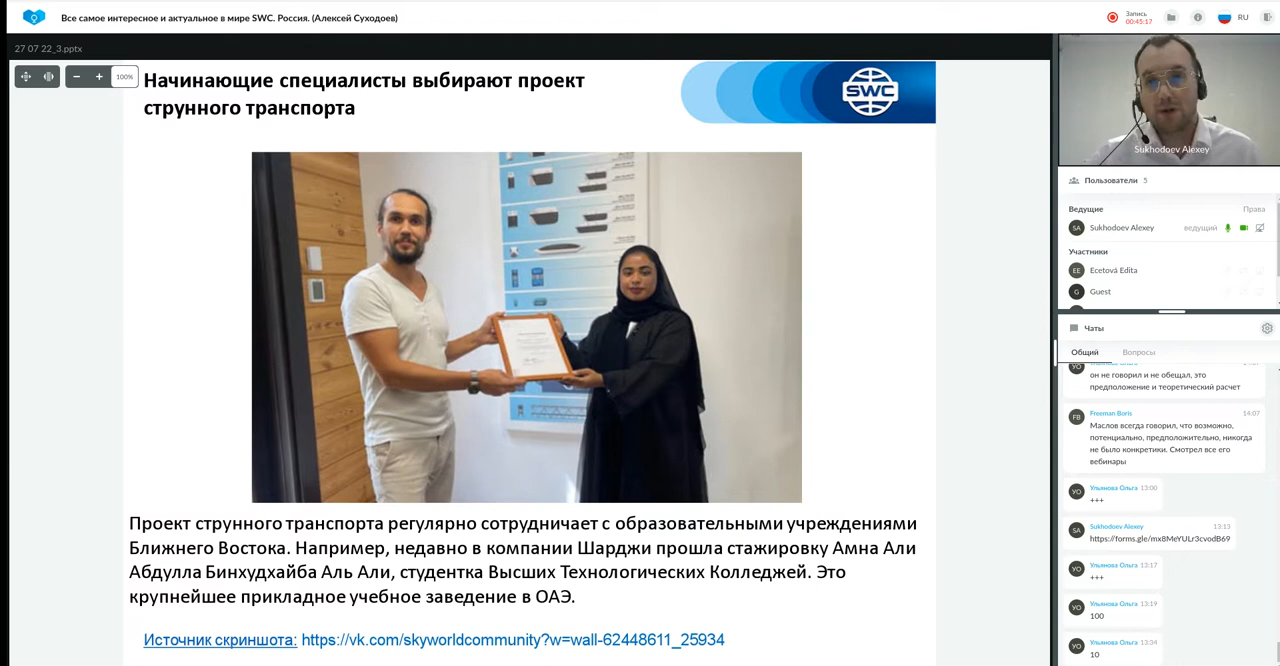 Все самое интересное и актуальное в мире SWC. Россия. (Алексей Суходоев)
Запись
00:45:17
RU
27 07 22_3.pptx
100%
Начинающие специалисты выбирают проект
струнного транспорта
SWC
Проект струнного транспорта регулярно сотрудничает с образовательными учреждениями
Ближнего Востока. Например, недавно в компании Шарджи прошла стажировку Амна Али
Абдулла Бинхудхайба Аль Али, студентка Высших Технологических Колледжей. Это
крупнейшее прикладное учебное заведение в ОАЭ.
Источник скриншота: https://vk.com/skyworldcommunity?w=wall-62448611_25934
Sukhodoev Alexey
Пользователи 5
Ведущие Права
SA Sukhodoev Alexey ведущий
Участники
EE Ecetová Edita
G Guest
Чаты
Общий Вопросы
УО
он не говорил и не обещал, это
предположение и теоретический расчет
FB Freeman Boris 14:07
Маслов всегда говорил, что возможно,
потенциально, предположительно, никогда
не было конкретики. Смотрел все его
вебинары
УО Ульянова Ольга 13:00
+++
SA Sukhodoev Alexey 13:13
https://forms.gle/mx8MeYULr3cvodB69
УО Ульянова Ольга 13:17
+++
УО Ульянова Ольга 13:19
100
УО Ульянова Ольга 13:34
10